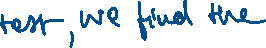 test, we find the